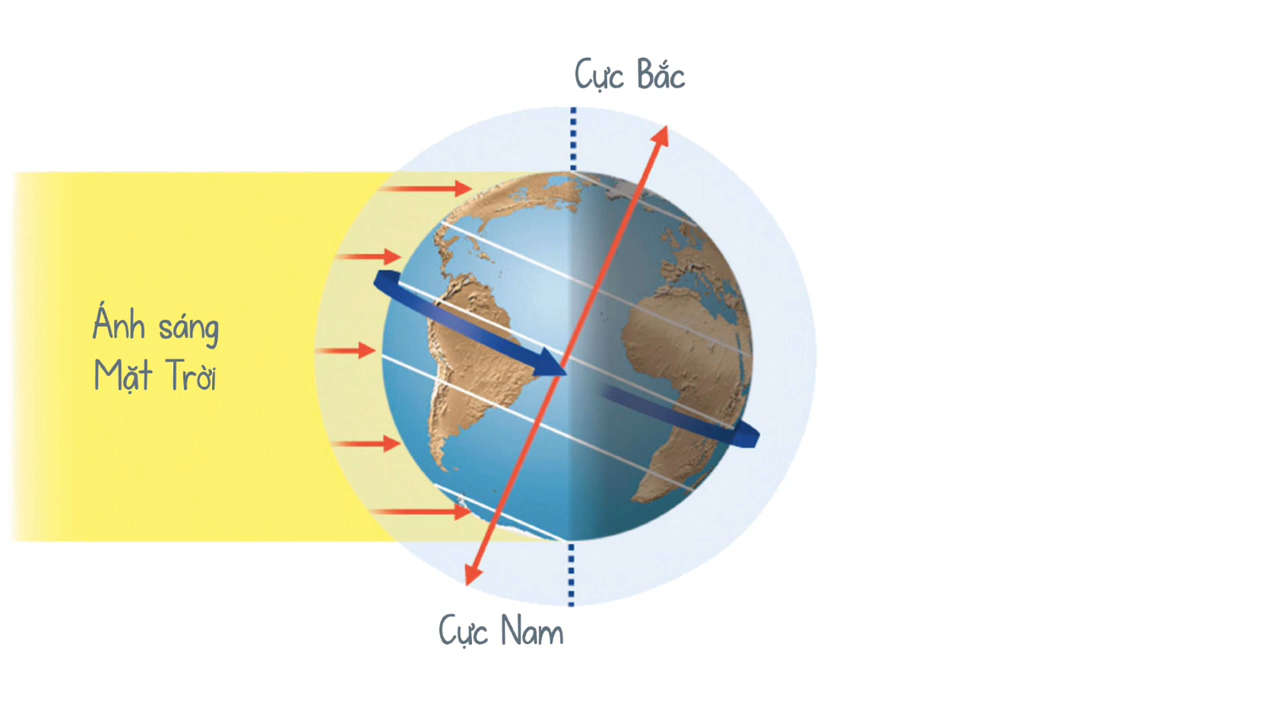 Cực Bắc
Ánh sáng
Mặt Trời
Cực Nam